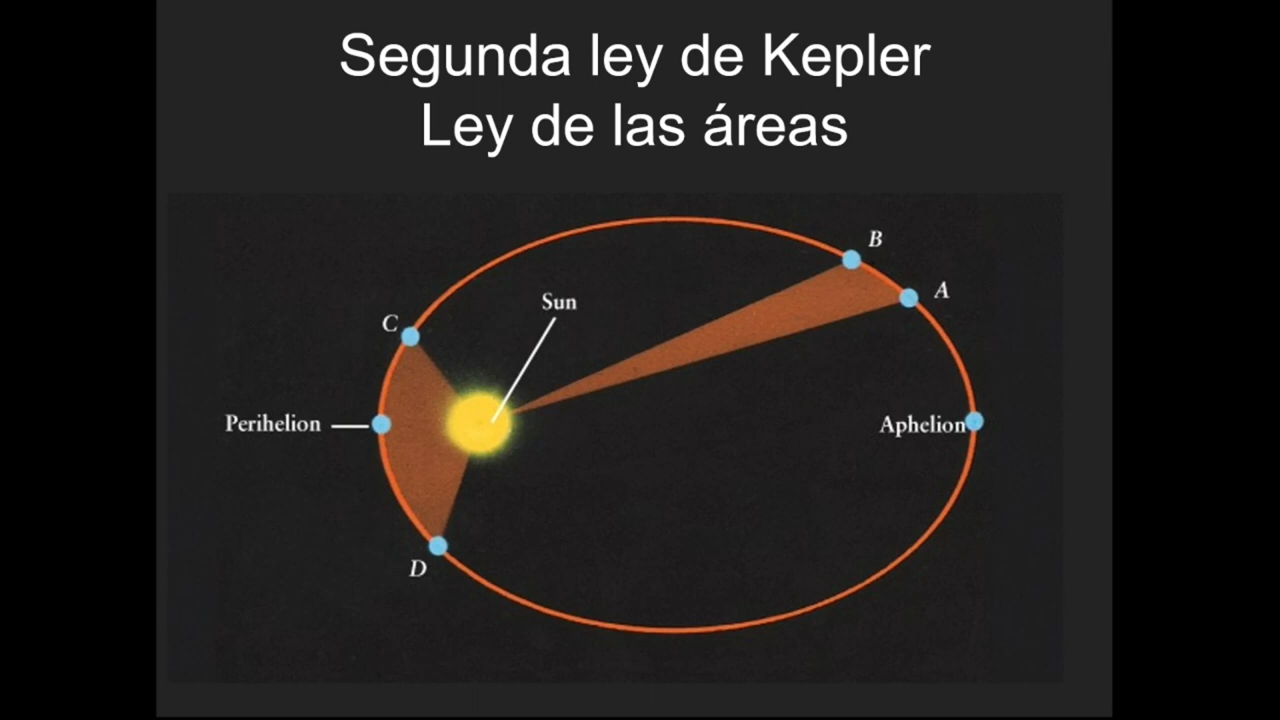 Segunda ley de Kepler
Ley de las áreas
B
A
Sun
C
Perihelion
Aphelion
D